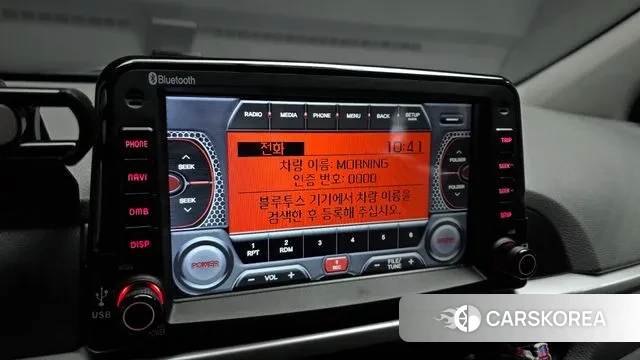 Bluetooth
RADIO MEDIA PHONE MENU BACK SETUP
PHONE
NAVI
DMB
DISP
TRIP
SEEK
SEEK
SETUP
전화 10:41
차량 이름: MORNING
인증 번호: 0000
블루투스 기기에서 차량 이름을
검색한 후 등록해 주십시오.
SEEK
SEEK
FOLDER
FOLDER
1 2 3 4 5 6
RPT RDM
POWER
- VOL +
- FILE/TUNE +
USB
VOL
POWER
CARSKOREA